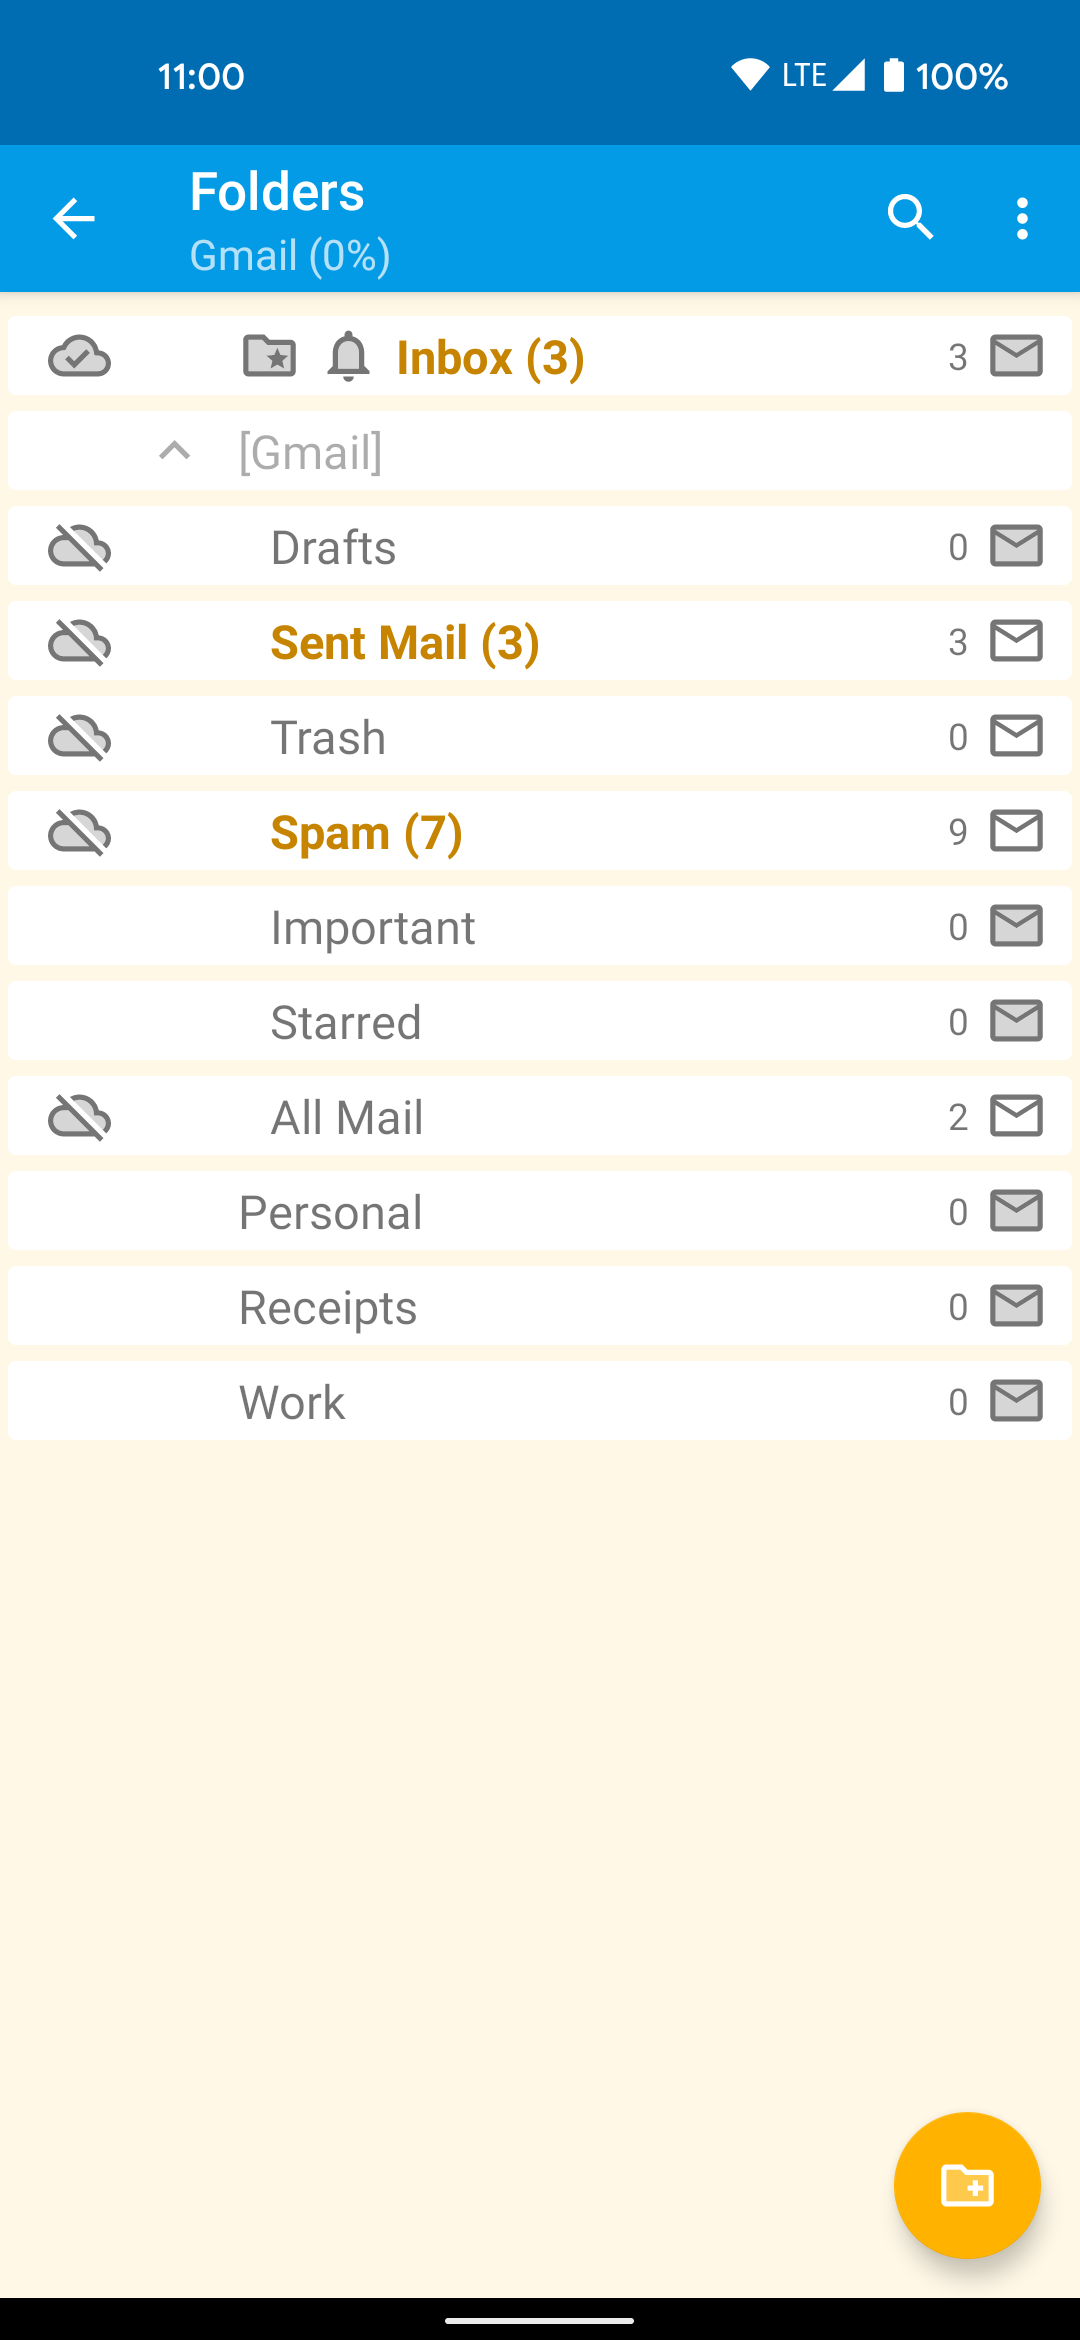 11:00 LTE 100%
Folders
Gmail (0%)
Inbox (3) 3
[Gmail]
Drafts 0
Sent Mail (3) 3
Trash 0
Spam (7) 9
Important 0
Starred 0
All Mail 2
Personal 0
Receipts 0
Work 0